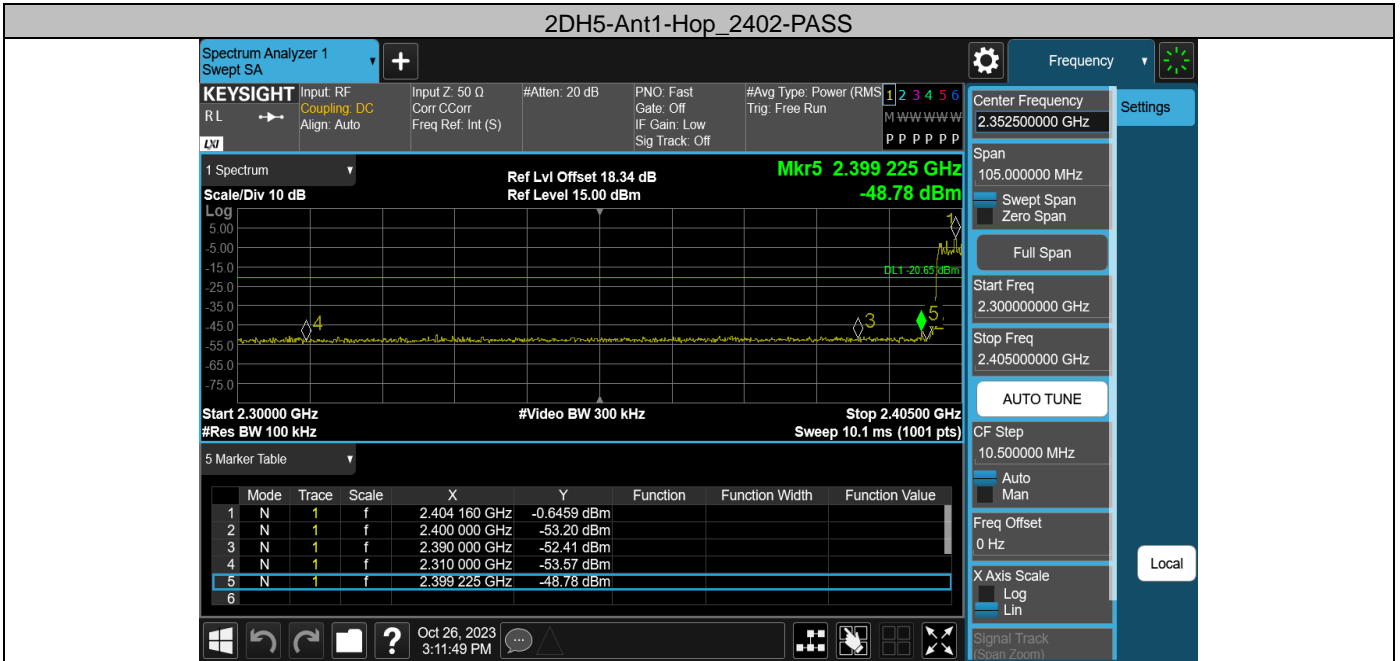 2DH5-Ant1-Hop_2402-PASS
Spectrum Analyzer 1
Swept SA
+
Frequency
KEYSIGHT
RL
LXI
Input: RF
Coupling: DC
Align: Auto
Input Z: 50 Ω
Corr CCorr
Freq Ref: Int (S)
#Atten: 20 dB
PNO: Fast
Gate: Off
IF Gain: Low
Sig Track: Off
#Avg Type: Power (RMS
Trig: Free Run
1 2 3 4 5 6
M W W W W W
P P P P P P
1 Spectrum
Scale/Div 10 dB
Ref Lvl Offset 18.34 dB
Ref Level 15.00 dBm
Mkr5 2.399 225 GHz
-48.78 dBm
Log
5.00
-5.00
-15.0
-25.0
-35.0
-45.0
-55.0
-65.0
-75.0
1
DL1 -20.65 dBm
4
3
5
Start 2.30000 GHz
#Video BW 300 kHz
Stop 2.40500 GHz
#Res BW 100 kHz
Sweep 10.1 ms (1001 pts)
5 Marker Table
Mode Trace Scale X Y Function Function Width Function Value
1 N 1 f 2.404 160 GHz -0.6459 dBm
2 N 1 f 2.400 000 GHz -53.20 dBm
3 N 1 f 2.390 000 GHz -52.41 dBm
4 N 1 f 2.310 000 GHz -53.57 dBm
5 N 1 f 2.399 225 GHz -48.78 dBm
6
?
Oct 26, 2023
3:11:49 PM
Center Frequency
2.352500000 GHz
Settings
Span
105.000000 MHz
Swept Span
Zero Span
Full Span
Start Freq
2.300000000 GHz
Stop Freq
2.405000000 GHz
AUTO TUNE
CF Step
10.500000 MHz
Auto
Man
Freq Offset
0 Hz
Local
X Axis Scale
Log
Lin
Signal Track
(Span Zoom)